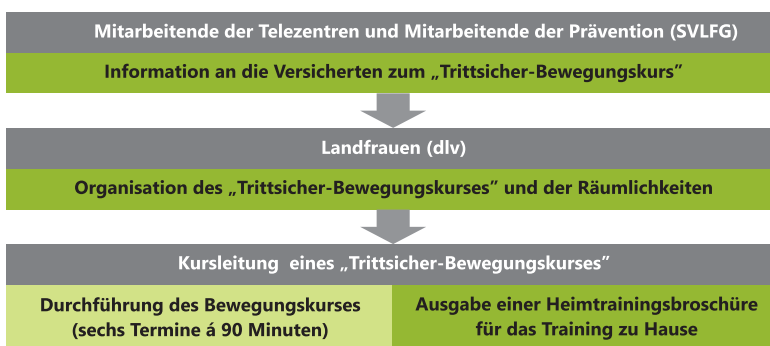 Mitarbeitende der Telezentren und Mitarbeitende der Prävention (SVLFG)
Information an die Versicherten zum „Trittsicher-Bewegungskurs”
Landfrauen (dlv)
Organisation des „Trittsicher-Bewegungskurses” und der Räumlichkeiten
Kursleitung eines „Trittsicher-Bewegungskurses”
Durchführung des Bewegungskurses
(sechs Termine á 90 Minuten)
Ausgabe einer Heimtrainingsbroschüre
für das Training zu Hause